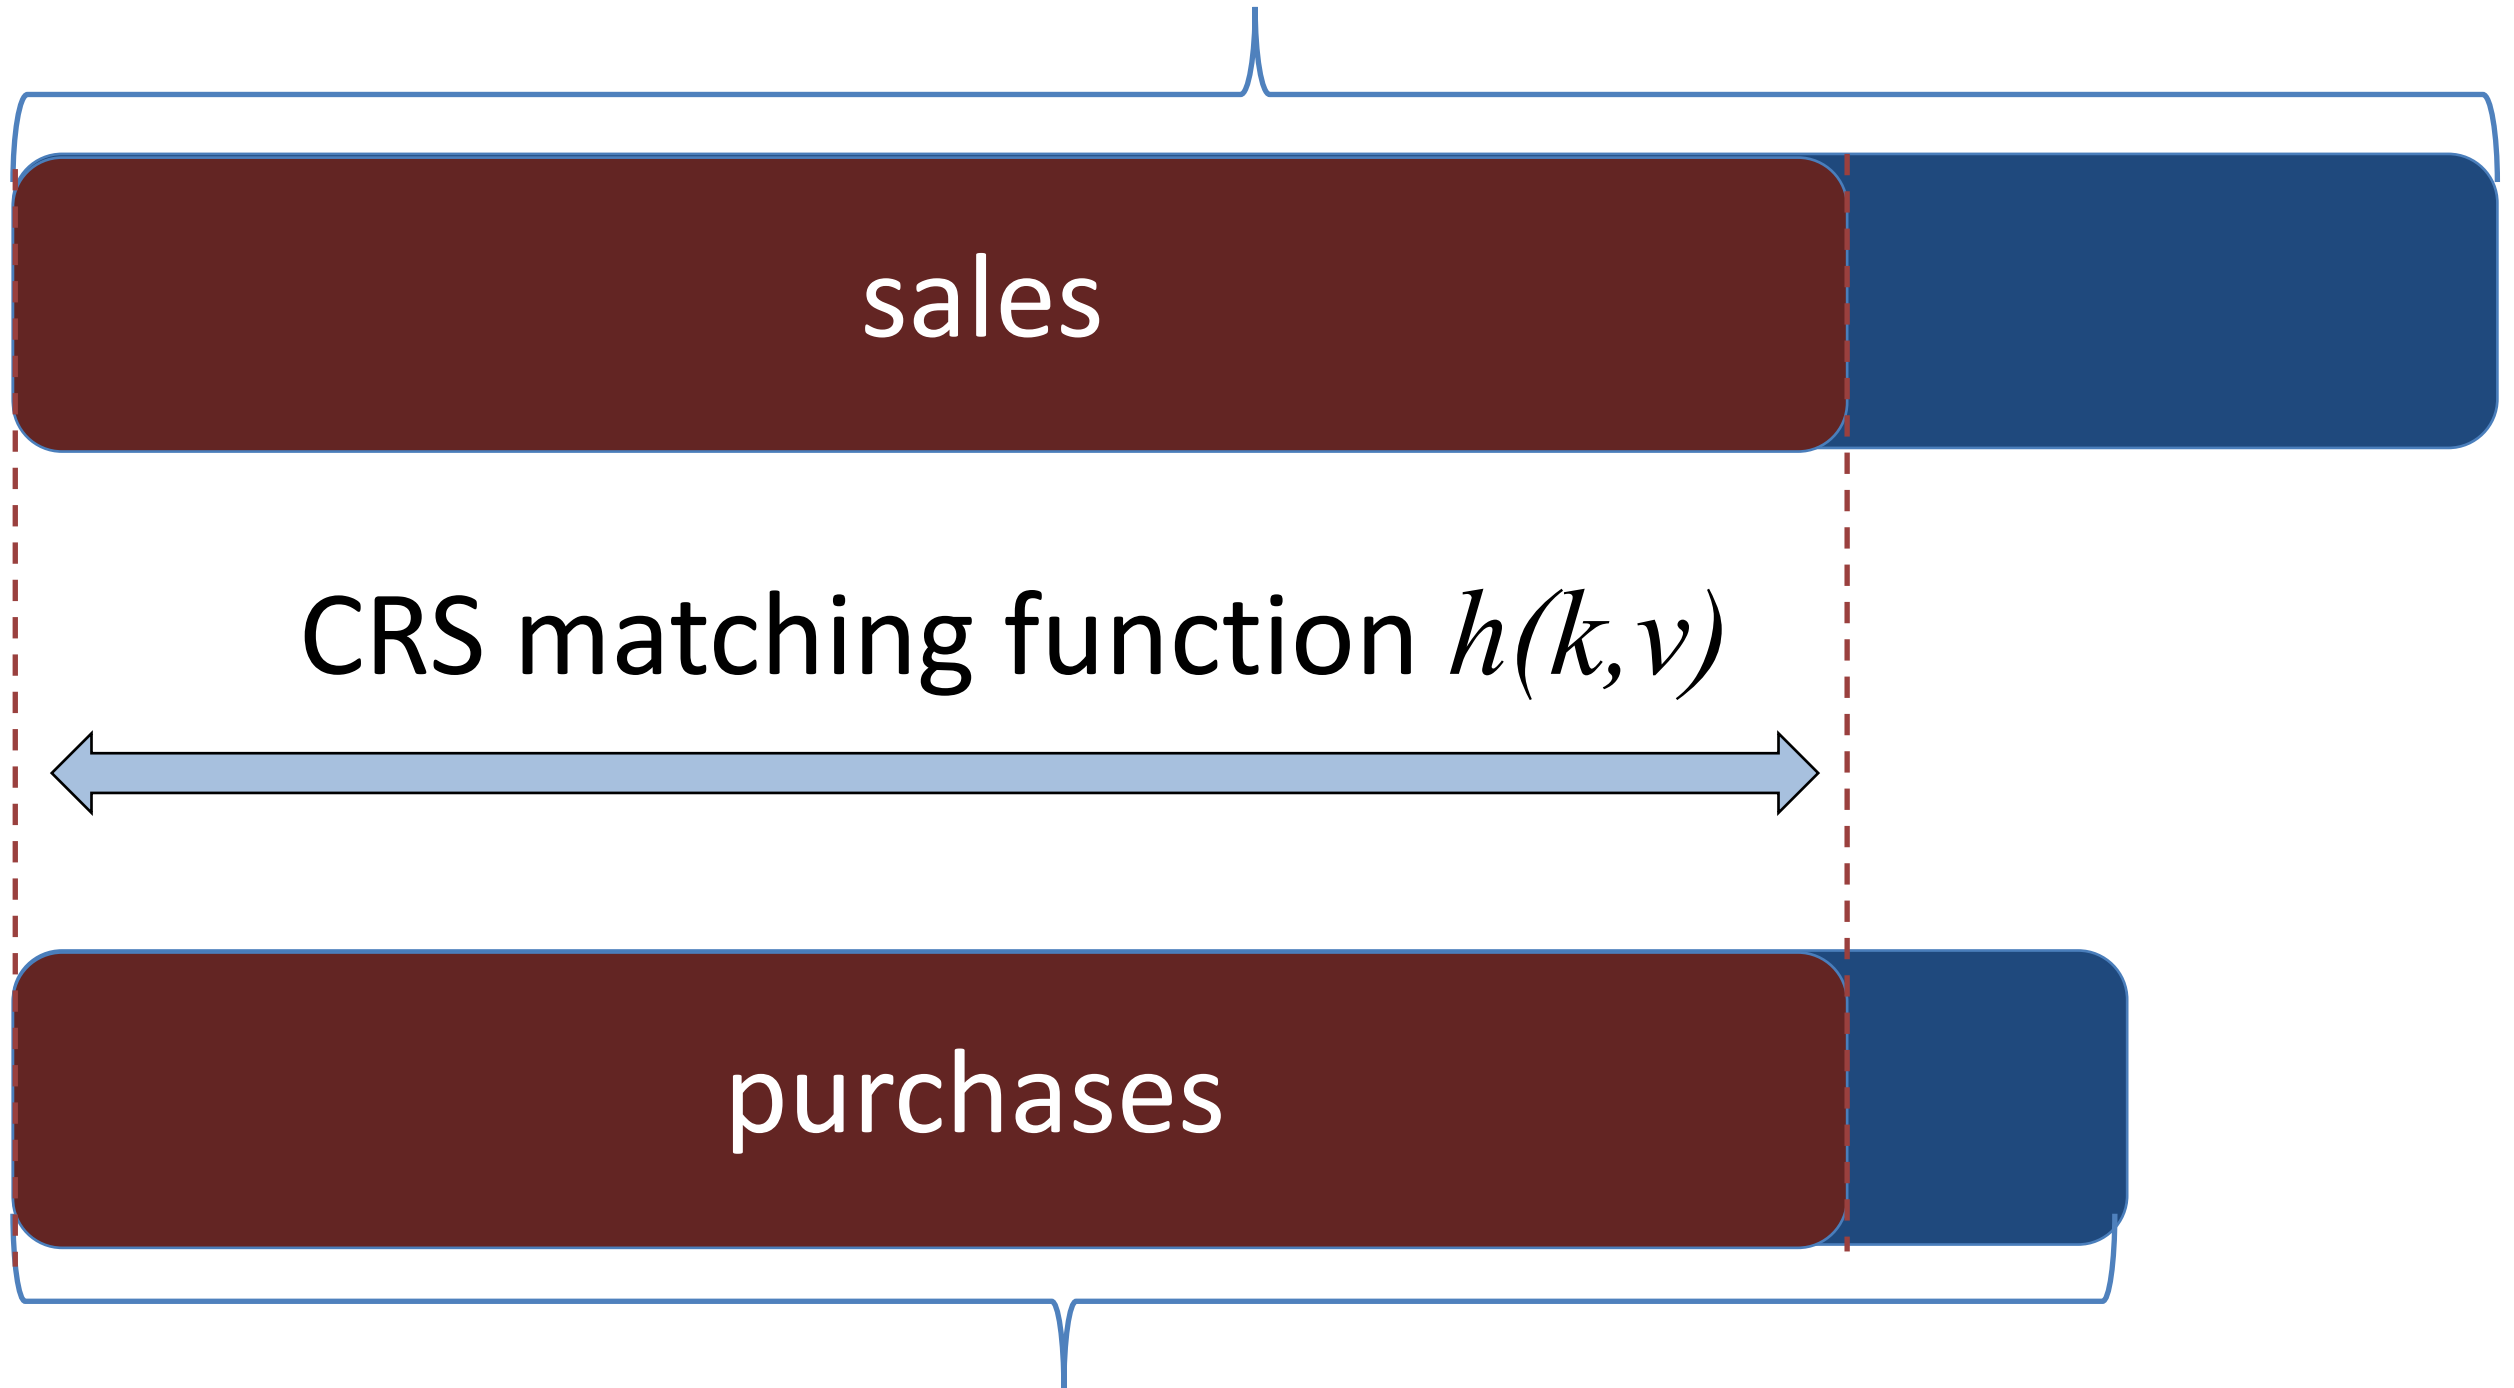 sales
CRS matching function h(k, v)
purchases